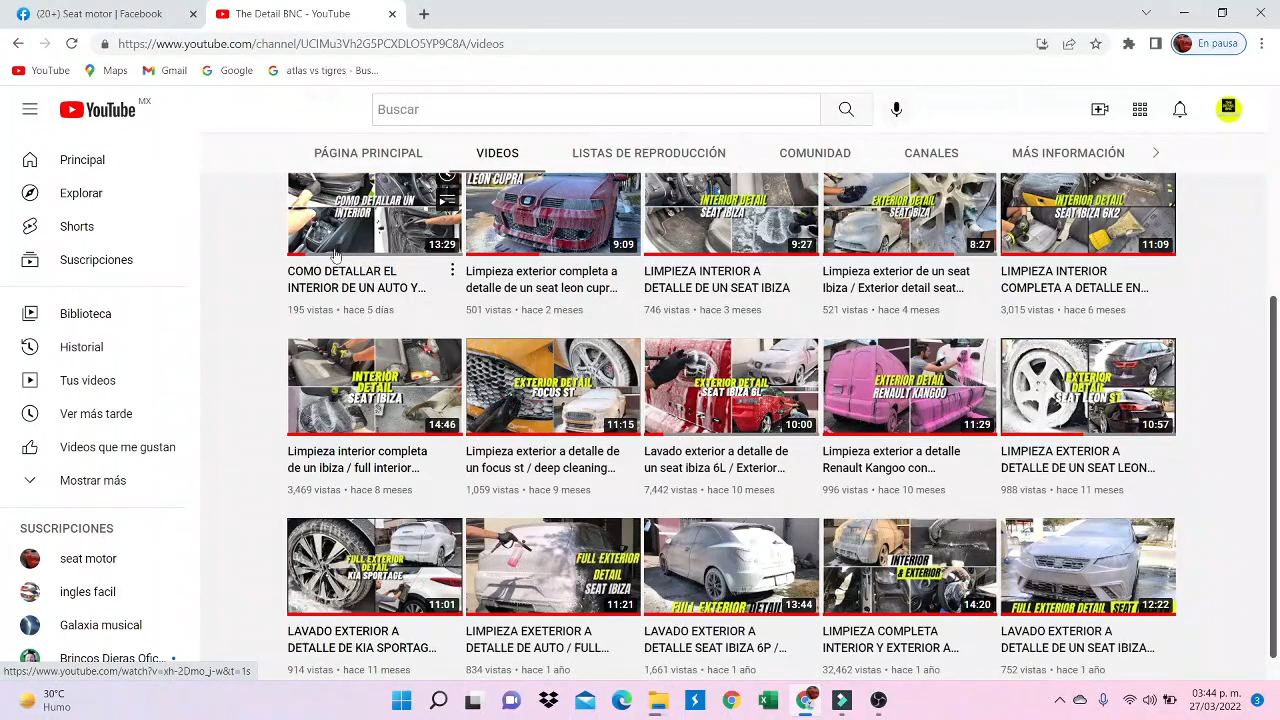 (20+) Seat Motor | Facebook
The Detail Epic - YouTube
https://www.youtube.com/channel/UCIMu3Vh2G5PCXDLO5YP9C8A/videos
En pausa
YouTube
Maps
Gmail
Google
atlas vs tigres - Bus...
YouTube MX
Buscar
PÁGINA PRINCIPAL
VIDEOS
LISTAS DE REPRODUCCIÓN
COMUNIDAD
CANALES
MÁS INFORMACIÓN
Principal
Explorar
Shorts
Suscripciones
Biblioteca
Historial
Tus videos
Ver más tarde
Videos que me gustan
Mostrar más
SUSCRIPCIONES
seat motor
ingles facil
Galaxia musical
Brincos Dieras Ofic...
COMO DETALLAR UN
INTERIOR
13:29
COMO DETALLAR EL
INTERIOR DE UN AUTO Y...
195 vistas • hace 5 días
LEON CUPRA
9:09
Limpieza exterior completa a
detalle de un seat leon cupr...
501 vistas • hace 2 meses
INTERIOR DETAIL
SEAT IBIZA
9:27
LIMPIEZA INTERIOR A
DETALLE DE UN SEAT IBIZA
746 vistas • hace 3 meses
EXTERIOR DETAIL
SEAT IBIZA
8:27
Limpieza exterior de un seat
Ibiza / Exterior detail seat...
521 vistas • hace 4 meses
INTERIOR DETAIL
SEAT IBIZA 6K2
11:09
LIMPIEZA INTERIOR
COMPLETA A DETALLE EN...
3,015 vistas • hace 6 meses
INTERIOR
DETAIL
SEAT IBIZA
14:46
Limpieza interior completa
de un ibiza / full interior...
3,469 vistas • hace 8 meses
EXTERIOR DETAIL
FOCUS ST
11:15
Limpieza exterior a detalle de
un focus st / deep cleaning...
1,059 vistas • hace 9 meses
EXTERIOR DETAIL
SEAT IBIZA 6L
10:00
Lavado exterior a detalle de
un seat ibiza 6L / Exterior...
7,442 vistas • hace 10 meses
EXTERIOR DETAIL
RENAULT KANGOO
11:29
Limpieza exterior a detalle
Renault Kangoo con...
996 vistas • hace 10 meses
EXTERIOR
DETAIL
SEAT LEON ST
10:57
LIMPIEZA EXTERIOR A
DETALLE DE UN SEAT LEON...
988 vistas • hace 11 meses
FULL EXTERIOR
DETAIL
KIA SPORTAGE
11:01
LAVADO EXTERIOR A
DETALLE DE KIA SPORTAG...
914 vistas • hace 11 meses
FULL EXTERIOR
DETAIL
SEAT IBIZA
11:21
LIMPIEZA EXETERIOR A
DETALLE DE AUTO / FULL...
834 vistas • hace 1 año
FULL EXTERIOR DETAIL
13:44
LAVADO EXTERIOR A
DETALLE SEAT IBIZA 6P /
1,661 vistas • hace 1 año
INTERIOR
& EXTERIOR
14:20
LIMPIEZA COMPLETA
INTERIOR Y EXTERIOR A...
32,462 vistas • hace 1 año
FULL EXTERIOR DETAIL SEAT
12:22
LAVADO EXTERIOR A
DETALLE DE UN SEAT IBIZA...
752 vistas • hace 1 año
https://www.youtube.com/watch?v=xh-2Dno_j-w&t=1s
30°C
Humo
03:44 p. m.
27/03/2022
3